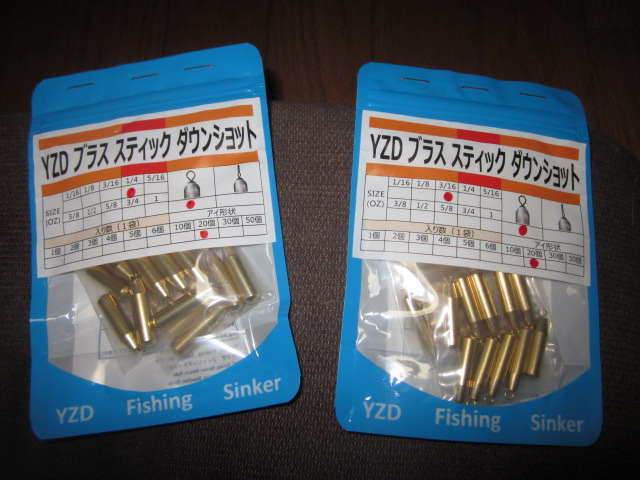 YZD ブラス スティック ダウンショット
SIZE (OZ)
1/16 1/8 3/16 1/4 5/16
3/8 1/2 5/8 3/4 1
入り数（1袋） アイ形状
1個 2個 3個 4個 5個 6個 10個 20個 30個 50個
YZD Fishing Sinker
YZD ブラス スティック ダウンショット
SIZE (OZ)
1/16 1/8 3/16 1/4 5/16
3/8 1/2 5/8 3/4 1
入り数（1袋） アイ形状
1個 2個 3個 4個 5個 6個 10個 20個 30個 50個
YZD Fishing Sinker